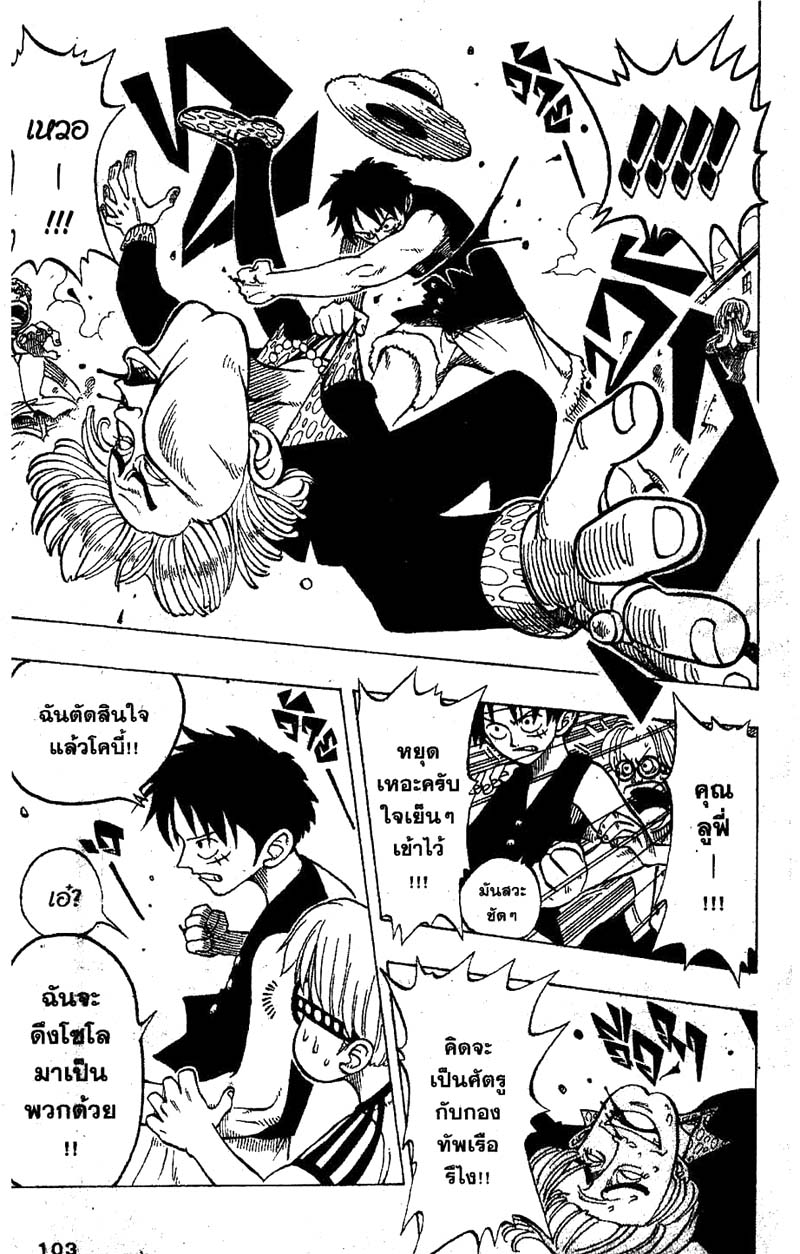 !!!!
เหวอ
—
!!!
คุณ
ลูฟี่
—
!!!
หยุด
เหอะครับ
ใจเย็นๆ
เข้าไว้
!!!
มันสวะ
ชัดๆ
ฉันตัดสินใจ
แล้วโคบี้!!
เอ๋?
ฉันจะ
ดึงโซโล
มาเป็น
พวกด้วย
!!
คิดจะ
เป็นศัตรู
กับกอง
ทัพเรือ
รึไง!!
103